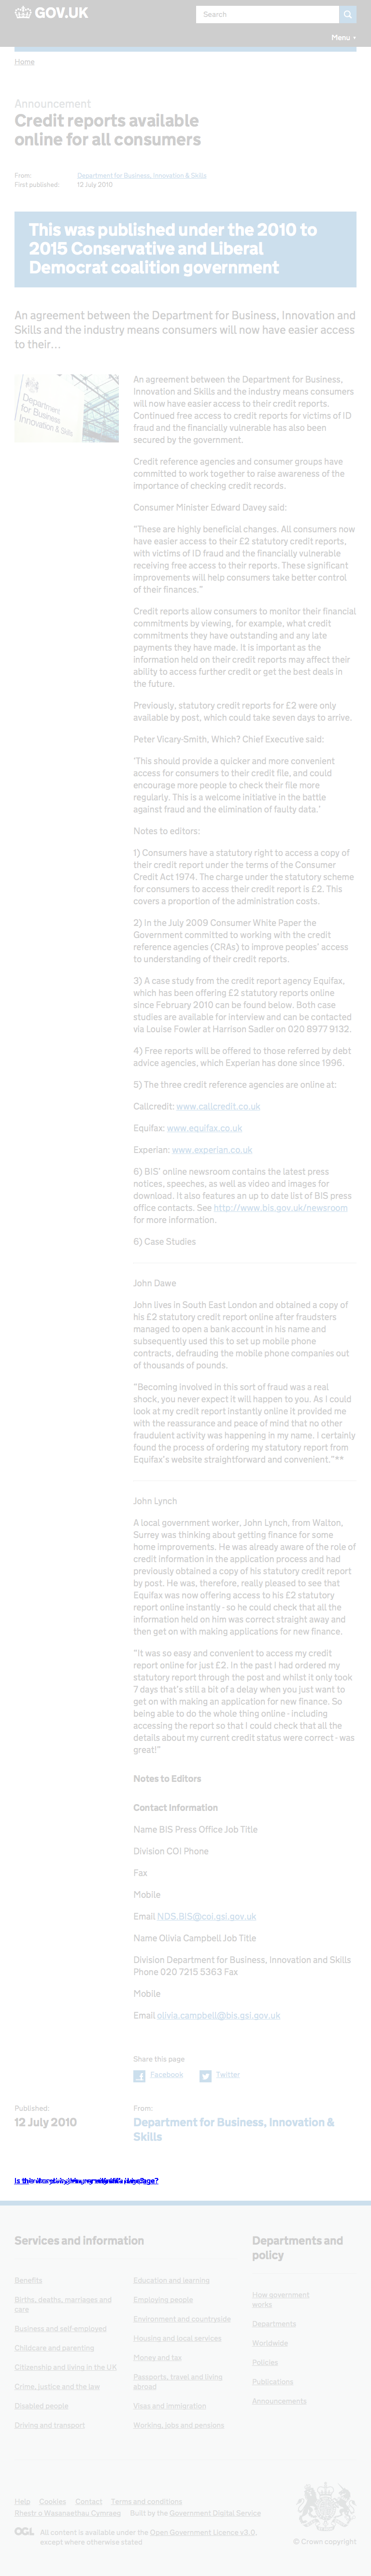 GOV.UK
Search
Menu
Home
Announcement
Credit reports available
online for all consumers
From: Department for Business, Innovation & Skills
First published: 12 July 2010
This was published under the 2010 to
2015 Conservative and Liberal
Democrat coalition government
An agreement between the Department for Business, Innovation and
Skills and the industry means consumers will now have easier access
to their…
Department
for Business
Innovation & Skills
An agreement between the Department for Business,
Innovation and Skills and the industry means consumers
will now have easier access to their credit reports.
Continued free access to credit reports for victims of ID
fraud and the financially vulnerable has also been
secured by the government.
Credit reference agencies and consumer groups have
committed to work together to raise awareness of the
importance of checking credit records.
Consumer Minister Edward Davey said:
"These are highly beneficial changes. All consumers now
have easier access to their £2 statutory credit reports,
with victims of ID fraud and the financially vulnerable
receiving free access to their reports. These significant
improvements will help consumers take better control
of their finances."
Credit reports allow consumers to monitor their financial
commitments by viewing, for example, what credit
commitments they have outstanding and any late
payments they have made. It is important as the
information held on their credit reports may affect their
ability to access further credit or get the best deals in
the future.
Previously, statutory credit reports for £2 were only
available by post, which could take seven days to arrive.
Peter Vicary-Smith, Which? Chief Executive said:
'This should provide a quicker and more convenient
access for consumers to their credit file, and could
encourage more people to check their file more
regularly. This is a welcome initiative in the battle
against fraud and the elimination of faulty data.'
Notes to editors:
1) Consumers have a statutory right to access a copy of
their credit report under the terms of the Consumer
Credit Act 1974. The charge under the statutory scheme
for consumers to access their credit report is £2. This
covers a proportion of the administration costs.
2) In the July 2009 Consumer White Paper the
Government committed to working with the credit
reference agencies (CRAs) to improve peoples' access
to understanding of their credit reports.
3) A case study from the credit report agency Equifax,
which has been offering £2 statutory reports online
since February 2010 can be found below. Both case
studies are available for interview and can be contacted
via Louise Fowler at Harrison Sadler on 020 8977 9132.
4) Free reports will be offered to those referred by debt
advice agencies, which Experian has done since 1996.
5) The three credit reference agencies are online at:
Callcredit: www.callcredit.co.uk
Equifax: www.equifax.co.uk
Experian: www.experian.co.uk
6) BIS' online newsroom contains the latest press
notices, speeches, as well as video and images for
download. It also features an up to date list of BIS press
office contacts. See http://www.bis.gov.uk/newsroom
for more information.
6) Case Studies
John Dawe
John lives in South East London and obtained a copy of
his £2 statutory credit report online after fraudsters
managed to open a bank account in his name and
subsequently used this to set up mobile phone
contracts, defrauding the mobile phone companies out
of thousands of pounds.
"Becoming involved in this sort of fraud was a real
shock, you never expect it will happen to you. As I could
look at my credit report instantly online it provided me
with the reassurance and peace of mind that no other
fraudulent activity was happening in my name. I certainly
found the process of ordering my statutory report from
Equifax's website straightforward and convenient."**
John Lynch
A local government worker, John Lynch, from Walton,
Surrey was thinking about getting finance for some
home improvements. He was already aware of the role of
credit information in the application process and had
previously obtained a copy of his statutory credit report
by post. He was, therefore, really pleased to see that
Equifax was now offering access to his £2 statutory
report online instantly - so he could check that all the
information held on him was correct straight away and
then get on with making applications for new finance.
"It was so easy and convenient to access my credit
report online for just £2. In the past I had ordered my
statutory report through the post and whilst it only took
7 days that's still a bit of a delay when you just want to
get on with making an application for new finance. So
being able to do the whole thing online - including
accessing the report so that I could check that all the
details about my current credit status were correct - was
great!"
Notes to Editors
Contact Information
Name BIS Press Office Job Title
Division COI Phone
Fax
Mobile
Email NDS.BIS@coi.gsi.gov.uk
Name Olivia Campbell Job Title
Division Department for Business, Innovation and Skills
Phone 020 7215 5363 Fax
Mobile
Email olivia.campbell@bis.gsi.gov.uk
Share this page
Facebook Twitter
Published: From:
12 July 2010 Department for Business, Innovation &
Skills
Services and information Departments and
policy
Benefits Education and learning
Births, deaths, marriages and
care
Employing people
How government
works
Business and self-employed Environment and countryside Departments
Childcare and parenting Housing and local services Worldwide
Citizenship and living in the UK Money and tax Policies
Crime, justice and the law Passports, travel and living
abroad
Publications
Disabled people Visas and immigration Announcements
Driving and transport Working, jobs and pensions
Help Cookies Contact Terms and conditions
Rhestr o Wasanaethau Cymraeg Built by the Government Digital Service
OGL All content is available under the Open Government Licence v3.0,
except where otherwise stated
© Crown copyright